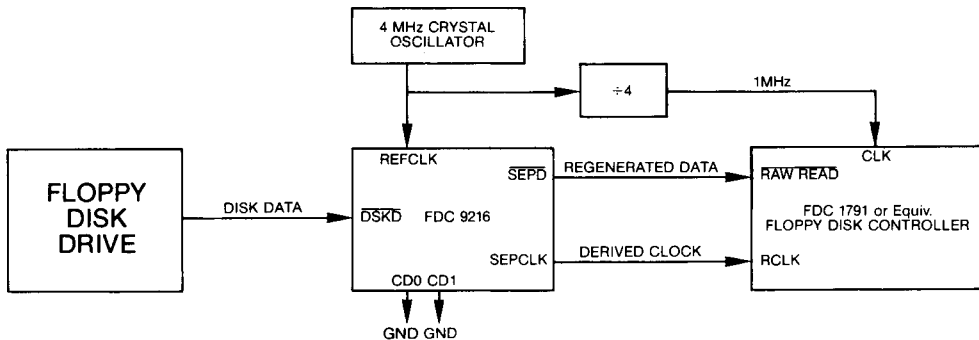 4 MHz CRYSTAL
OSCILLATOR
÷4
1MHz
REFCLK
CLK
FLOPPY
DISK
DRIVE
DISK DATA
DSKD
FDC 9216
SEPD
REGENERATED DATA
RAW READ
FDC 1791 or Equiv.
FLOPPY DISK CONTROLLER
SEPCLK
DERIVED CLOCK
RCLK
CD0 CD1
GND GND